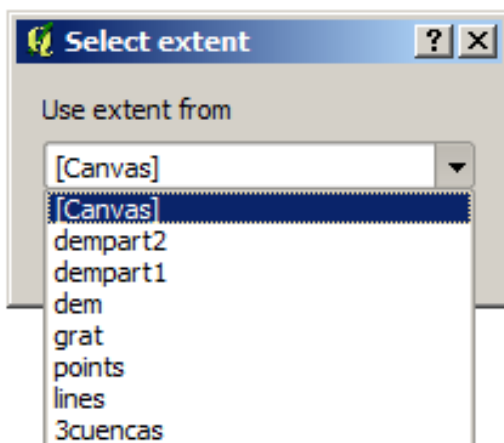 Select extent
Use extent from
[Canvas]
[Canvas]
dempart2
dempart1
dem
grat
points
lines
3cuencas